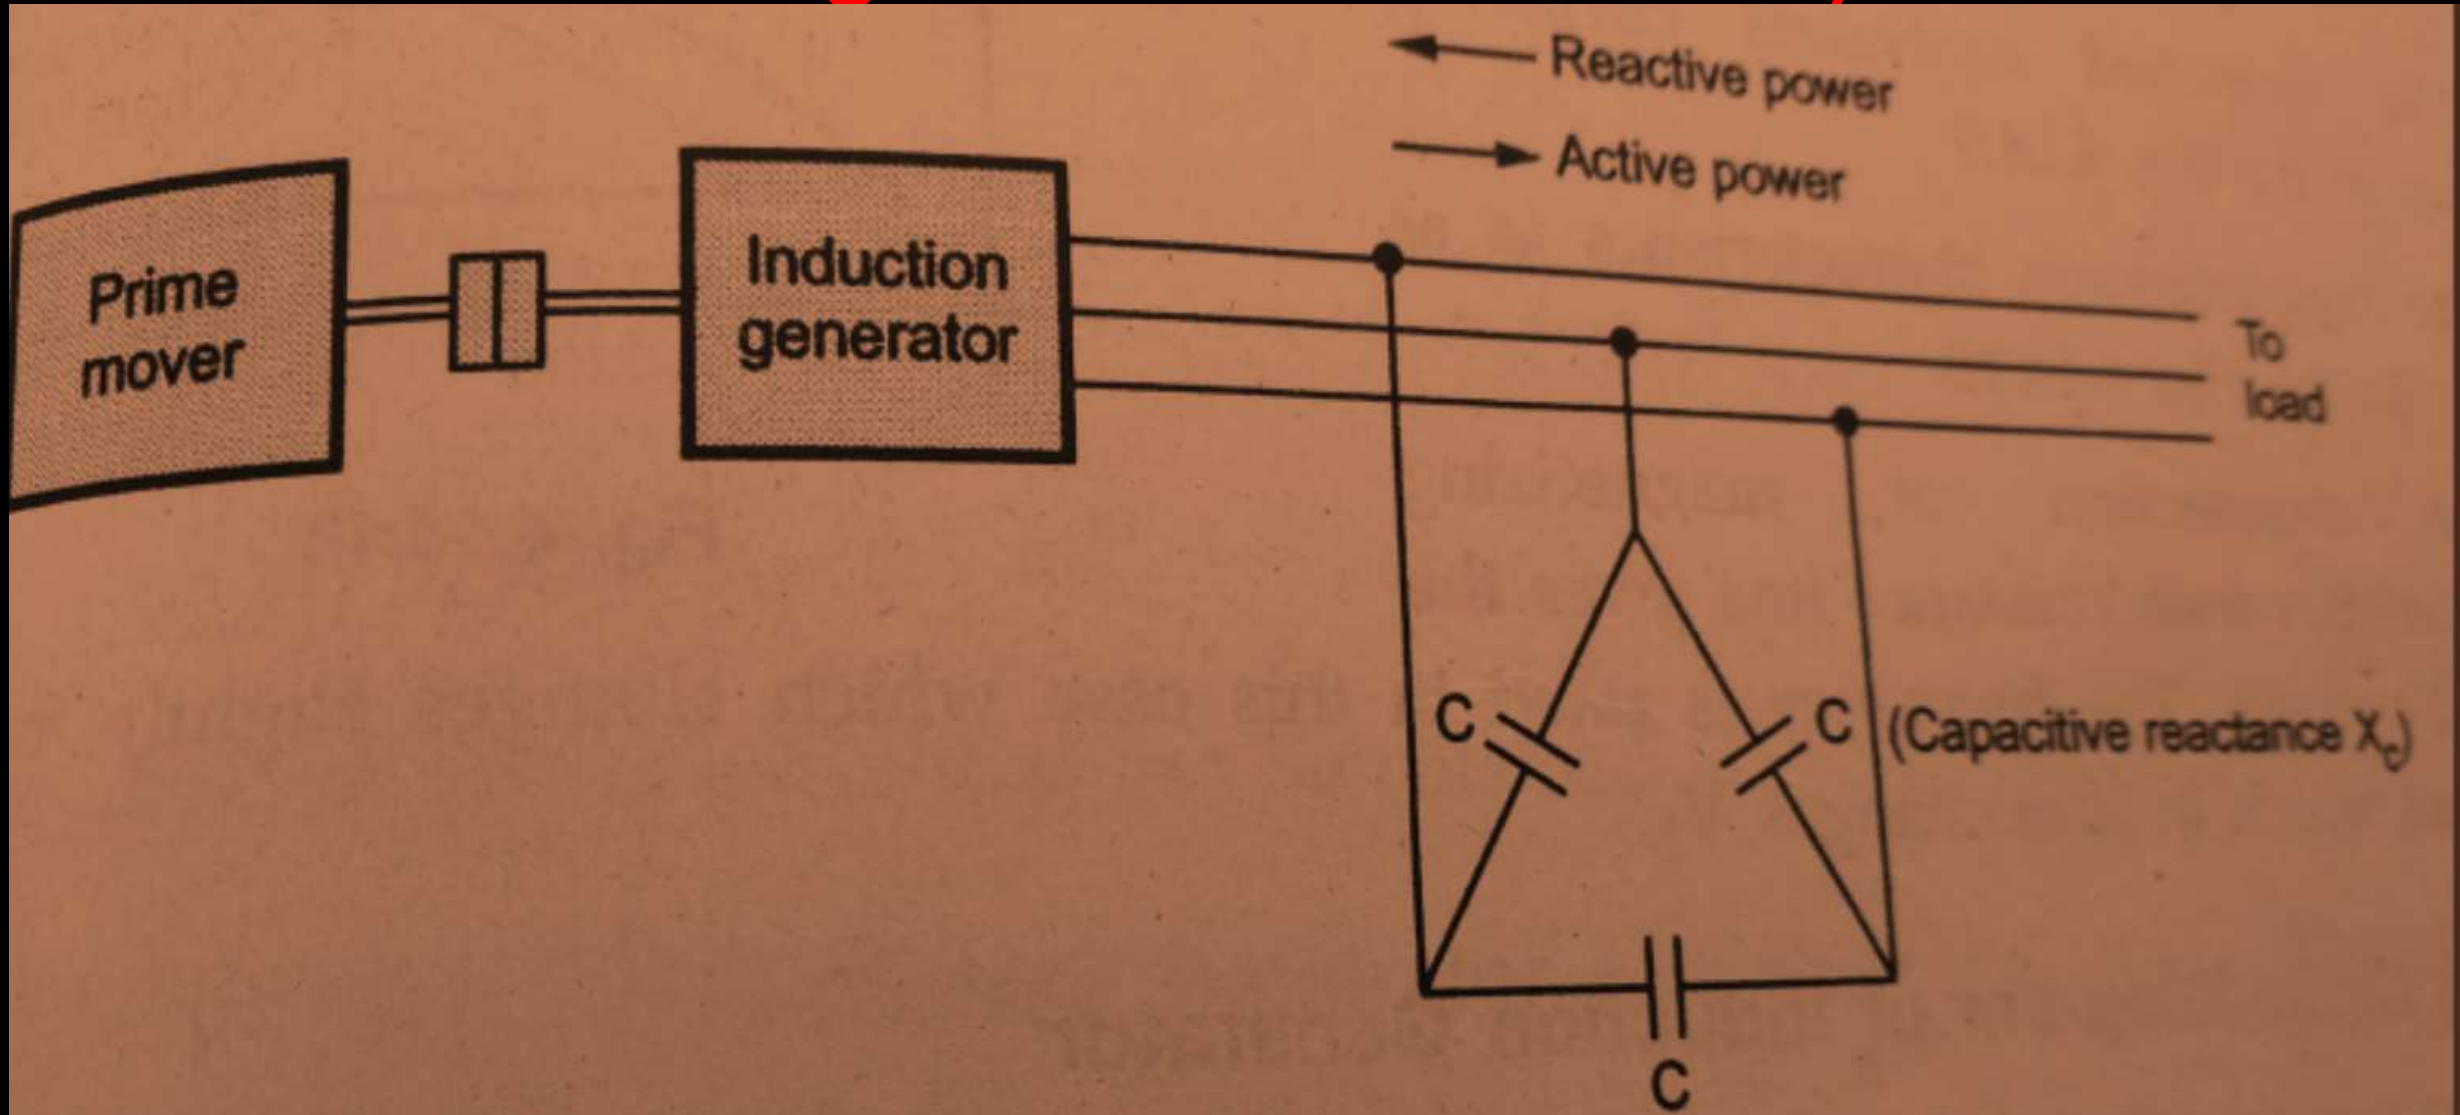 Reactive power
Active power
Prime
mover
Induction
generator
To
load
C
C (Capacitive reactance Xc)
C